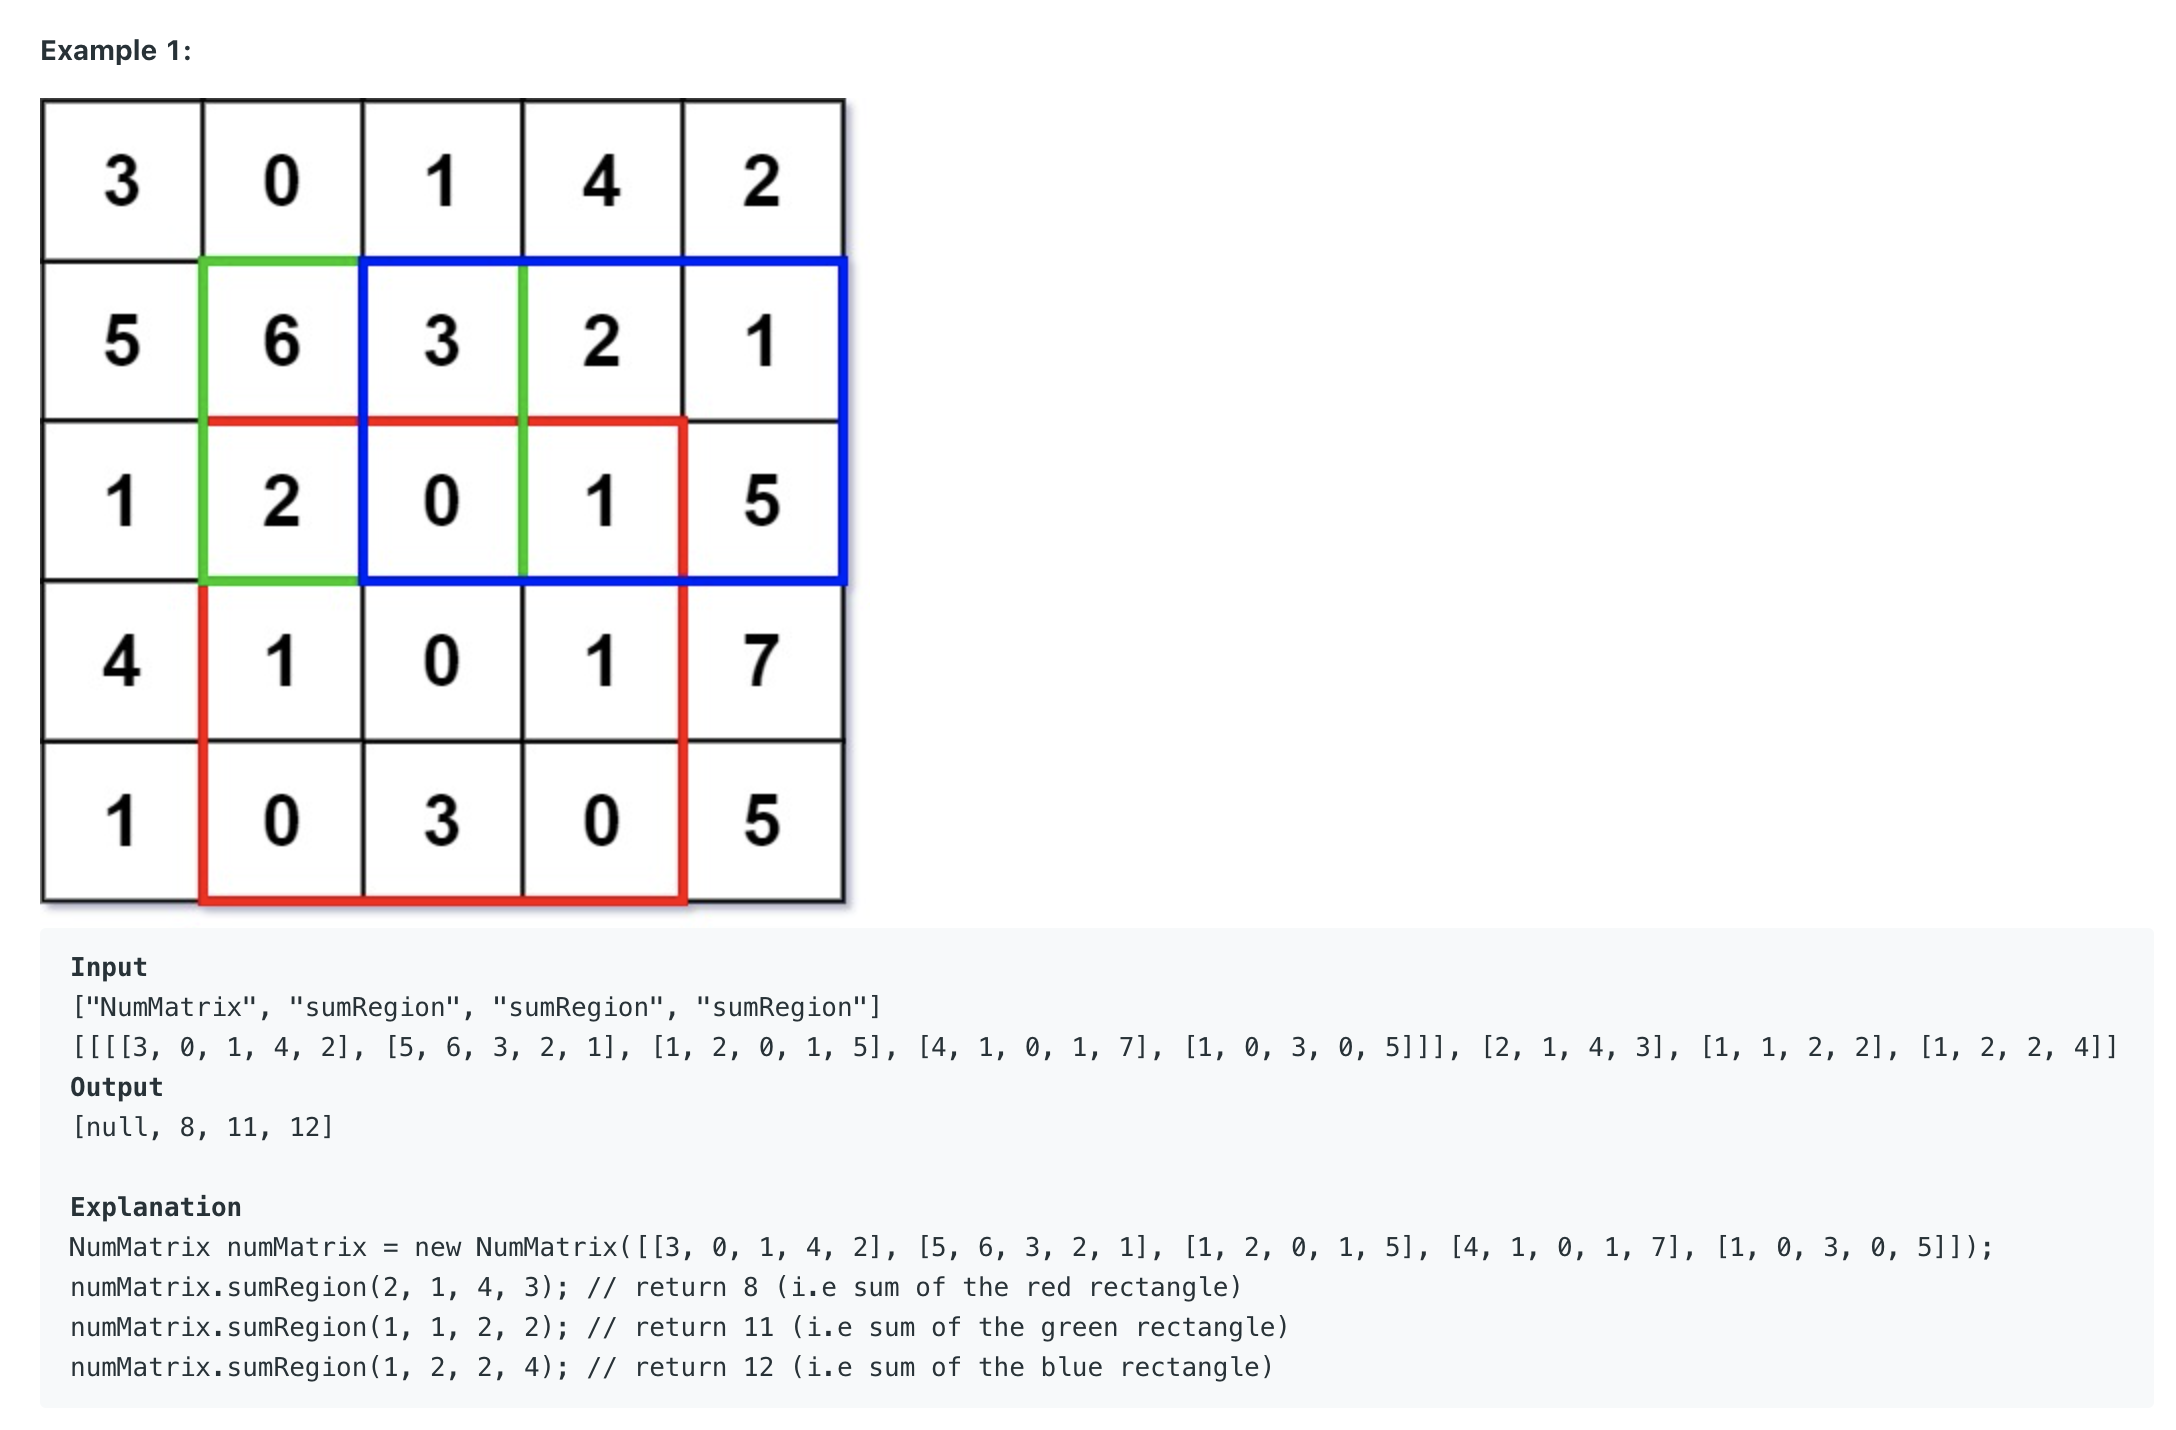 Example 1:
3 0 1 4 2
5 6 3 2 1
1 2 0 1 5
4 1 0 1 7
1 0 3 0 5
Input
["NumMatrix", "sumRegion", "sumRegion", "sumRegion"]
[[[[3, 0, 1, 4, 2], [5, 6, 3, 2, 1], [1, 2, 0, 1, 5], [4, 1, 0, 1, 7], [1, 0, 3, 0, 5]]], [2, 1, 4, 3], [1, 1, 2, 2], [1, 2, 2, 4]]
Output
[null, 8, 11, 12]
Explanation
NumMatrix numMatrix = new NumMatrix([[3, 0, 1, 4, 2], [5, 6, 3, 2, 1], [1, 2, 0, 1, 5], [4, 1, 0, 1, 7], [1, 0, 3, 0, 5]]);
numMatrix.sumRegion(2, 1, 4, 3); // return 8 (i.e sum of the red rectangle)
numMatrix.sumRegion(1, 1, 2, 2); // return 11 (i.e sum of the green rectangle)
numMatrix.sumRegion(1, 2, 2, 4); // return 12 (i.e sum of the blue rectangle)